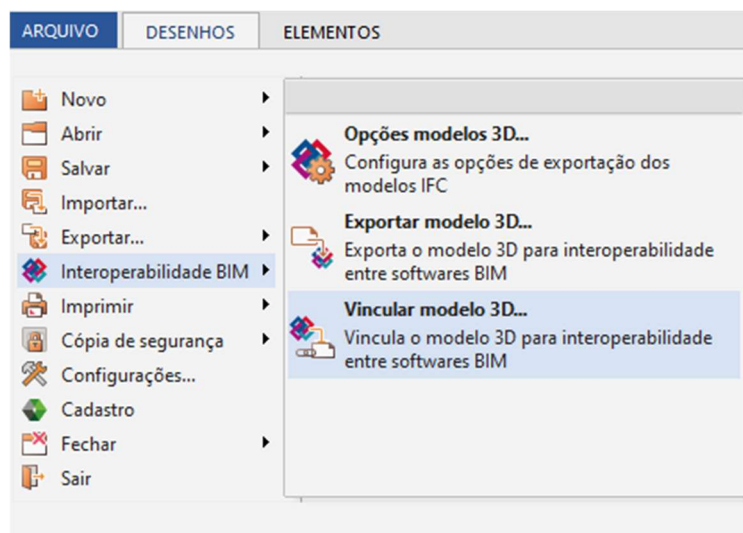 ARQUIVO DESENHOS ELEMENTOS
Novo
Abrir
Salvar
Importar...
Exportar...
Interoperabilidade BIM
Imprimir
Cópia de segurança
Configurações...
Cadastro
Fechar
Sair
Opções modelos 3D...
Configura as opções de exportação dos
modelos IFC
Exportar modelo 3D...
Exporta o modelo 3D para interoperabilidade
entre softwares BIM
Vincular modelo 3D...
Vincula o modelo 3D para interoperabilidade
entre softwares BIM